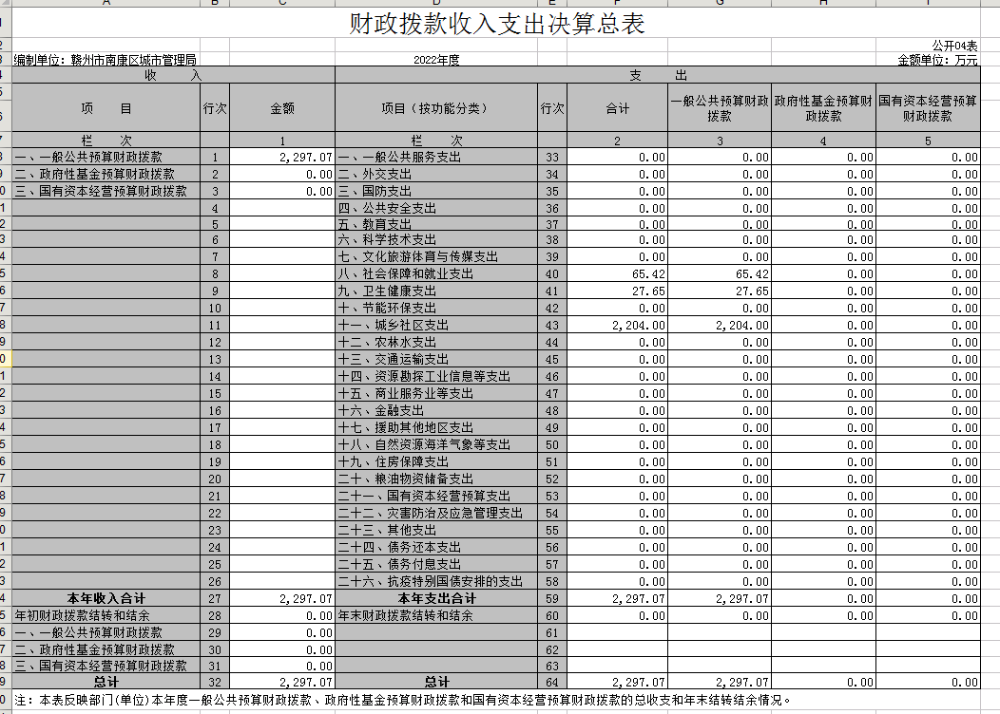 A B C D E F G H I
1 财政拨款收入支出决算总表
2 公开04表
3 编制单位：赣州市南康区城市管理局 2022年度 金额单位：万元
4 收 入 支 出
5
6 项 目 行次 金额 项目（按功能分类） 行次 合计 一般公共预算财政拨款 政府性基金预算财政拨款 国有资本经营预算财政拨款
7 栏 次 1 栏 次 2 3 4 5
8 一、一般公共预算财政拨款 1 2,297.07 一、一般公共服务支出 33 0.00 0.00 0.00 0.00
9 二、政府性基金预算财政拨款 2 0.00 二、外交支出 34 0.00 0.00 0.00 0.00
0 三、国有资本经营预算财政拨款 3 0.00 三、国防支出 35 0.00 0.00 0.00 0.00
1 4 四、公共安全支出 36 0.00 0.00 0.00 0.00
2 5 五、教育支出 37 0.00 0.00 0.00 0.00
3 6 六、科学技术支出 38 0.00 0.00 0.00 0.00
4 7 七、文化旅游体育与传媒支出 39 0.00 0.00 0.00 0.00
5 8 八、社会保障和就业支出 40 65.42 65.42 0.00 0.00
6 9 九、卫生健康支出 41 27.65 27.65 0.00 0.00
7 10 十、节能环保支出 42 0.00 0.00 0.00 0.00
8 11 十一、城乡社区支出 43 2,204.00 2,204.00 0.00 0.00
9 12 十二、农林水支出 44 0.00 0.00 0.00 0.00
0 13 十三、交通运输支出 45 0.00 0.00 0.00 0.00
1 14 十四、资源勘探工业信息等支出 46 0.00 0.00 0.00 0.00
2 15 十五、商业服务业等支出 47 0.00 0.00 0.00 0.00
3 16 十六、金融支出 48 0.00 0.00 0.00 0.00
4 17 十七、援助其他地区支出 49 0.00 0.00 0.00 0.00
5 18 十八、自然资源海洋气象等支出 50 0.00 0.00 0.00 0.00
6 19 十九、住房保障支出 51 0.00 0.00 0.00 0.00
7 20 二十、粮油物资储备支出 52 0.00 0.00 0.00 0.00
8 21 二十一、国有资本经营预算支出 53 0.00 0.00 0.00 0.00
9 22 二十二、灾害防治及应急管理支出 54 0.00 0.00 0.00 0.00
0 23 二十三、其他支出 55 0.00 0.00 0.00 0.00
1 24 二十四、债务还本支出 56 0.00 0.00 0.00 0.00
2 25 二十五、债务付息支出 57 0.00 0.00 0.00 0.00
3 26 二十六、抗疫特别国债安排的支出 58 0.00 0.00 0.00 0.00
4 本年收入合计 27 2,297.07 本年支出合计 59 2,297.07 2,297.07 0.00 0.00
5 年初财政拨款结转和结余 28 0.00 年末财政拨款结转和结余 60 0.00 0.00 0.00 0.00
6 一、一般公共预算财政拨款 29 0.00 61
7 二、政府性基金预算财政拨款 30 0.00 62
8 三、国有资本经营预算财政拨款 31 0.00 63
9 总计 32 2,297.07 总计 64 2,297.07 2,297.07 0.00 0.00
0 注：本表反映部门(单位)本年度一般公共预算财政拨款、政府性基金预算财政拨款和国有资本经营预算财政拨款的总收支和年末结转结余情况。